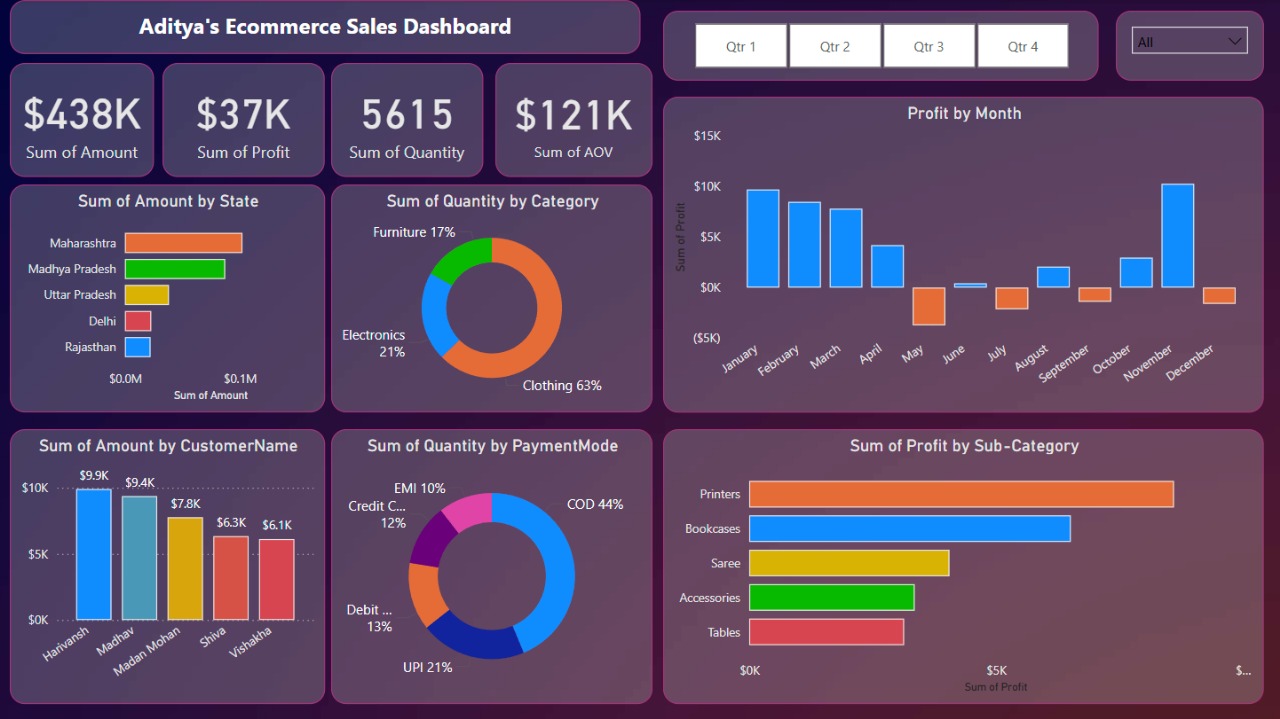 Aditya's Ecommerce Sales Dashboard
Qtr 1
Qtr 2
Qtr 3
Qtr 4
All
$438K
Sum of Amount
$37K
Sum of Profit
5615
Sum of Quantity
$121K
Sum of AOV
Sum of Amount by State
Maharashtra
Madhya Pradesh
Uttar Pradesh
Delhi
Rajasthan
$0.0M
$0.1M
Sum of Amount
Sum of Quantity by Category
Furniture 17%
Electronics
21%
Clothing 63%
Profit by Month
$15K
$10K
$5K
$0K
($5K)
Sum of Profit
January
February
March
April
May
June
July
August
September
October
November
December
Sum of Amount by CustomerName
$10K
$5K
$0K
$9.9K
$9.4K
$7.8K
$6.3K
$6.1K
Harivansh
Madhav
Madan Mohan
Shiva
Vishakha
Sum of Quantity by PaymentMode
EMI 10%
Credit C...
12%
Debit ...
13%
UPI 21%
COD 44%
Sum of Profit by Sub-Category
Printers
Bookcases
Saree
Accessories
Tables
$0K
$5K
$...
Sum of Profit